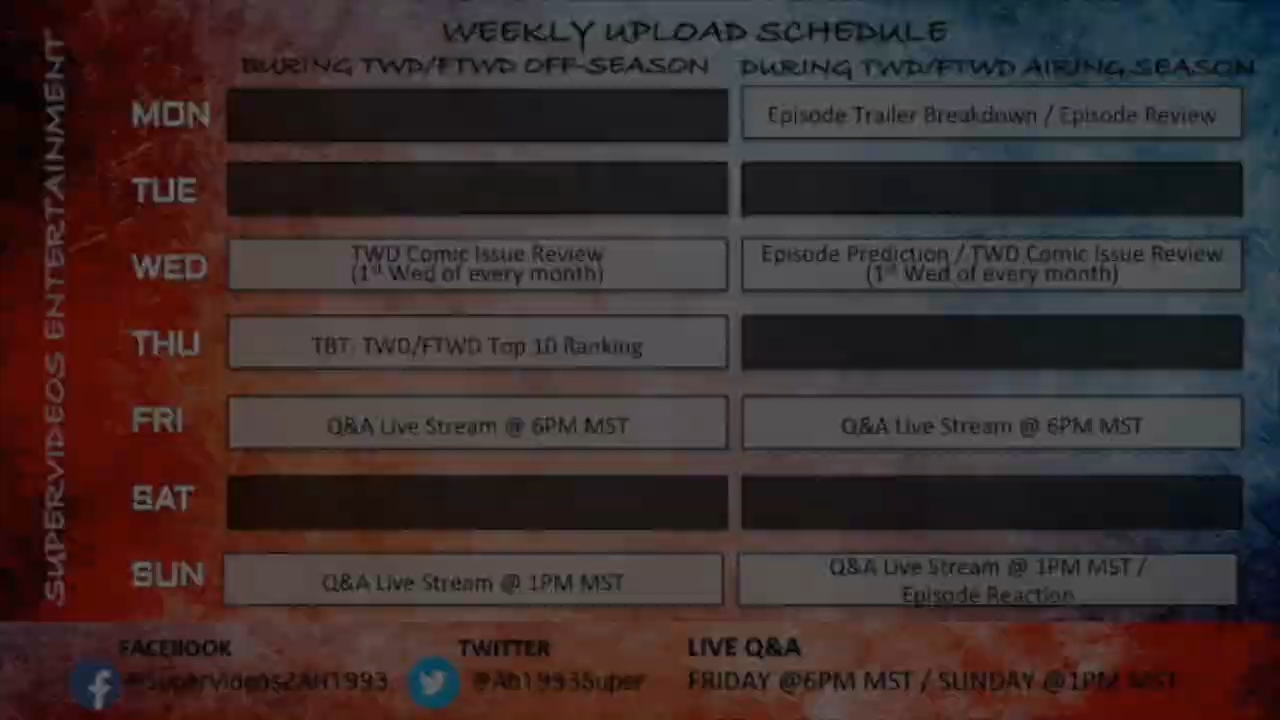 WEEKLY UPLOAD SCHEDULE
DURING TWD/FTWD OFF-SEASON
DURING TWD/FTWD AIRING SEASON
SUPERVIDEOS ENTERTAINMENT
MON
Episode Trailer Breakdown / Episode Review
TUE
WED
TWD Comic Issue Review
(1st Wed of every month)
Episode Prediction / TWD Comic Issue Review
(1st Wed of every month)
THU
TBT: TWD/FTWD Top 10 Ranking
FRI
Q&A Live Stream @ 6PM MST
Q&A Live Stream @ 6PM MST
SAT
SUN
Q&A Live Stream @ 1PM MST
Q&A Live Stream @ 1PM MST /
Episode Reaction
FACEBOOK
@Supervideos2AH1993
TWITTER
@Ah1993Super
LIVE Q&A
FRIDAY @6PM MST / SUNDAY @1PM MST